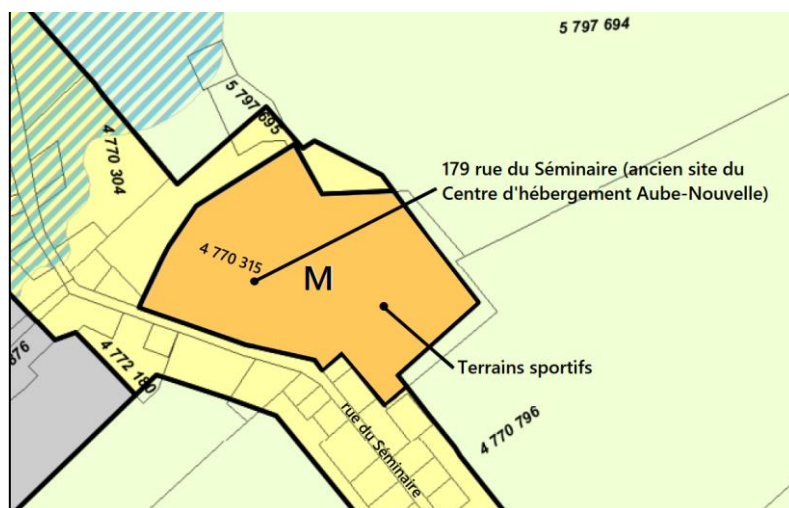 5 797 694
5 797 695
4 770 304
179 rue du Séminaire (ancien site du
Centre d'hébergement Aube-Nouvelle)
4 770 315
M
Terrains sportifs
876
4 772 180
rue du Séminaire
4 770 796